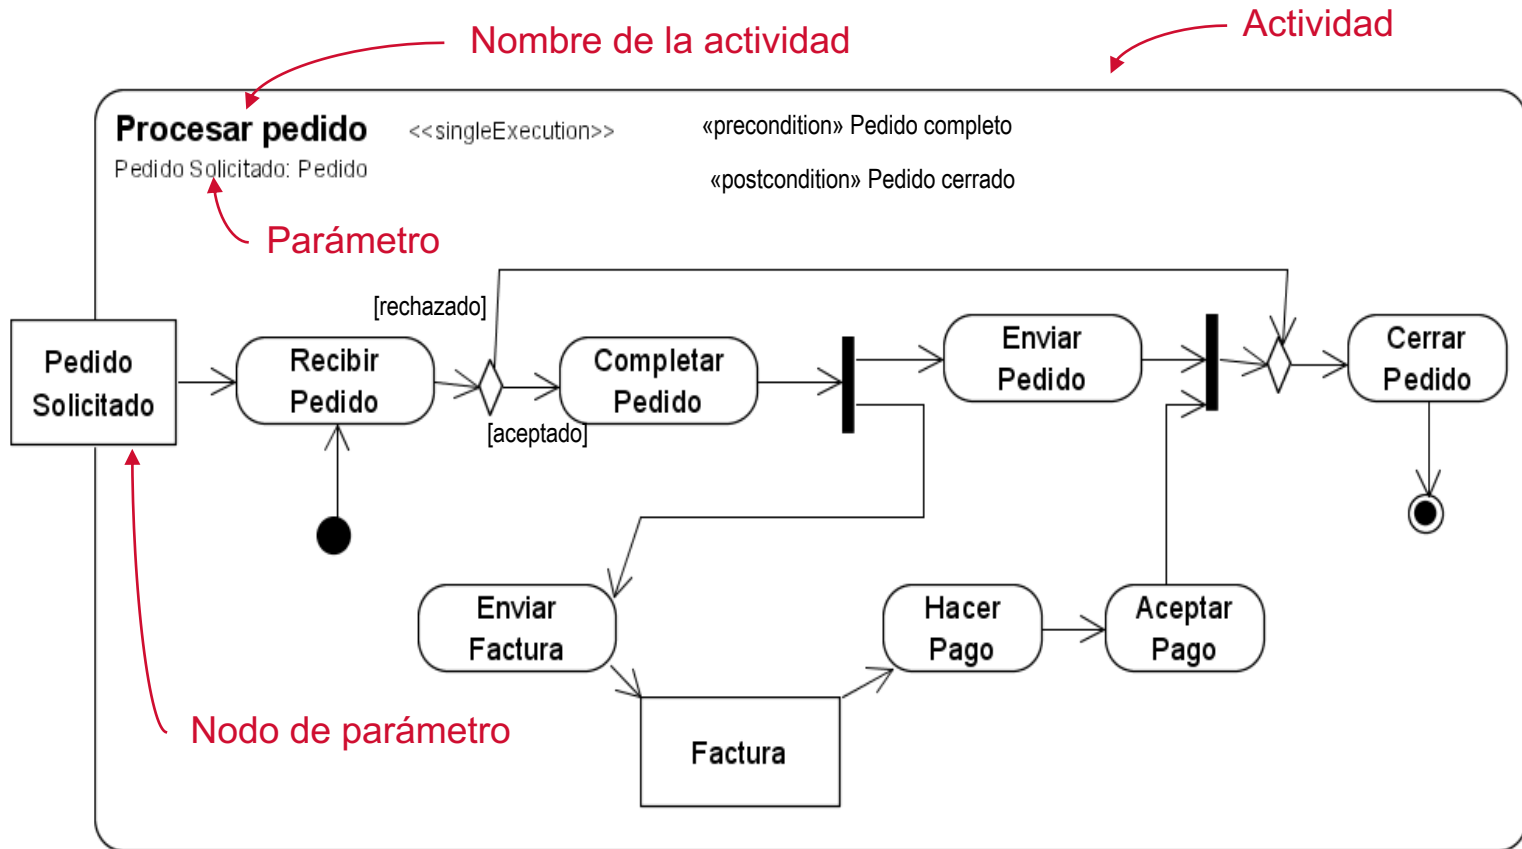 Nombre de la actividad
Actividad
Procesar pedido
<<singleExecution>>
«precondition» Pedido completo
Pedido Solicitado: Pedido
«postcondition» Pedido cerrado
Parámetro
[rechazado]
Pedido
Solicitado
Recibir
Pedido
Completar
Pedido
[aceptado]
Enviar
Pedido
Cerrar
Pedido
Enviar
Factura
Hacer
Pago
Aceptar
Pago
Nodo de parámetro
Factura